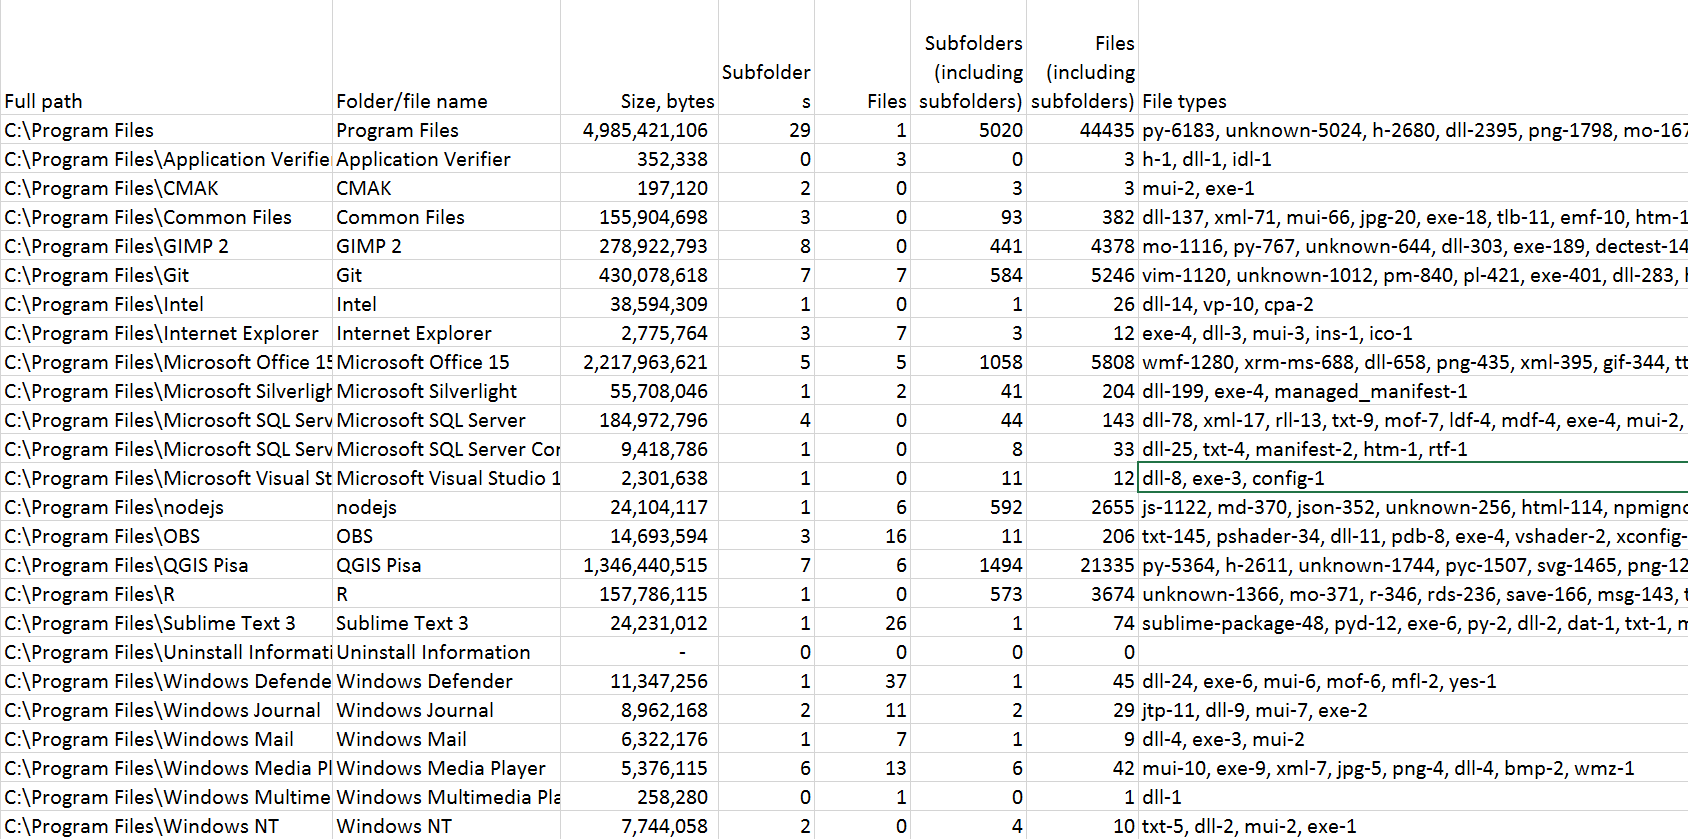 Full path Folder/file name Size, bytes Subfolders Files Subfolders (including subfolders) Files (including subfolders) File types
C:\Program Files Program Files 4,985,421,106 29 1 5020 44435 py-6183, unknown-5024, h-2680, dll-2395, png-1798, mo-167
C:\Program Files\Application Verifie Application Verifier 352,338 0 3 0 3 h-1, dll-1, idl-1
C:\Program Files\CMAK CMAK 197,120 2 0 3 3 mui-2, exe-1
C:\Program Files\Common Files Common Files 155,904,698 3 0 93 382 dll-137, xml-71, mui-66, jpg-20, exe-18, tlb-11, emf-10, htm-1
C:\Program Files\GIMP 2 GIMP 2 278,922,793 8 0 441 4378 mo-1116, py-767, unknown-644, dll-303, exe-189, dectest-14
C:\Program Files\Git Git 430,078,618 7 7 584 5246 vim-1120, unknown-1012, pm-840, pl-421, exe-401, dll-283, h
C:\Program Files\Intel Intel 38,594,309 1 0 1 26 dll-14, vp-10, cpa-2
C:\Program Files\Internet Explorer Internet Explorer 2,775,764 3 7 3 12 exe-4, dll-3, mui-3, ins-1, ico-1
C:\Program Files\Microsoft Office 15 Microsoft Office 15 2,217,963,621 5 5 1058 5808 wmf-1280, xrm-ms-688, dll-658, png-435, xml-395, gif-344, tt
C:\Program Files\Microsoft Silverligh Microsoft Silverlight 55,708,046 1 2 41 204 dll-199, exe-4, managed_manifest-1
C:\Program Files\Microsoft SQL Serv Microsoft SQL Server 184,972,796 4 0 44 143 dll-78, xml-17, rll-13, txt-9, mof-7, ldf-4, mdf-4, exe-4, mui-2,
C:\Program Files\Microsoft SQL Serv Microsoft SQL Server Cor 9,418,786 1 0 8 33 dll-25, txt-4, manifest-2, htm-1, rtf-1
C:\Program Files\Microsoft Visual St Microsoft Visual Studio 1 2,301,638 1 0 11 12 dll-8, exe-3, config-1
C:\Program Files\nodejs nodejs 24,104,117 1 6 592 2655 js-1122, md-370, json-352, unknown-256, html-114, npmigno
C:\Program Files\OBS OBS 14,693,594 3 16 11 206 txt-145, pshader-34, dll-11, pdb-8, exe-4, vshader-2, xconfig-
C:\Program Files\QGIS Pisa QGIS Pisa 1,346,440,515 7 6 1494 21335 py-5364, h-2611, unknown-1744, pyc-1507, svg-1465, png-12
C:\Program Files\R R 157,786,115 1 0 573 3674 unknown-1366, mo-371, r-346, rds-236, save-166, msg-143, t
C:\Program Files\Sublime Text 3 Sublime Text 3 24,231,012 1 26 1 74 sublime-package-48, pyd-12, exe-6, py-2, dll-2, dat-1, txt-1, m
C:\Program Files\Uninstall Informati Uninstall Information - 0 0 0 0
C:\Program Files\Windows Defende Windows Defender 11,347,256 1 37 1 45 dll-24, exe-6, mui-6, mof-6, mfl-2, yes-1
C:\Program Files\Windows Journal Windows Journal 8,962,168 2 11 2 29 jtp-11, dll-9, mui-7, exe-2
C:\Program Files\Windows Mail Windows Mail 6,322,176 1 7 1 9 dll-4, exe-3, mui-2
C:\Program Files\Windows Media Pl Windows Media Player 5,376,115 6 13 6 42 mui-10, exe-9, xml-7, jpg-5, png-4, dll-4, bmp-2, wmz-1
C:\Program Files\Windows Multime Windows Multimedia Pla 258,280 0 1 0 1 dll-1
C:\Program Files\Windows NT Windows NT 7,744,058 2 0 4 10 txt-5, dll-2, mui-2, exe-1